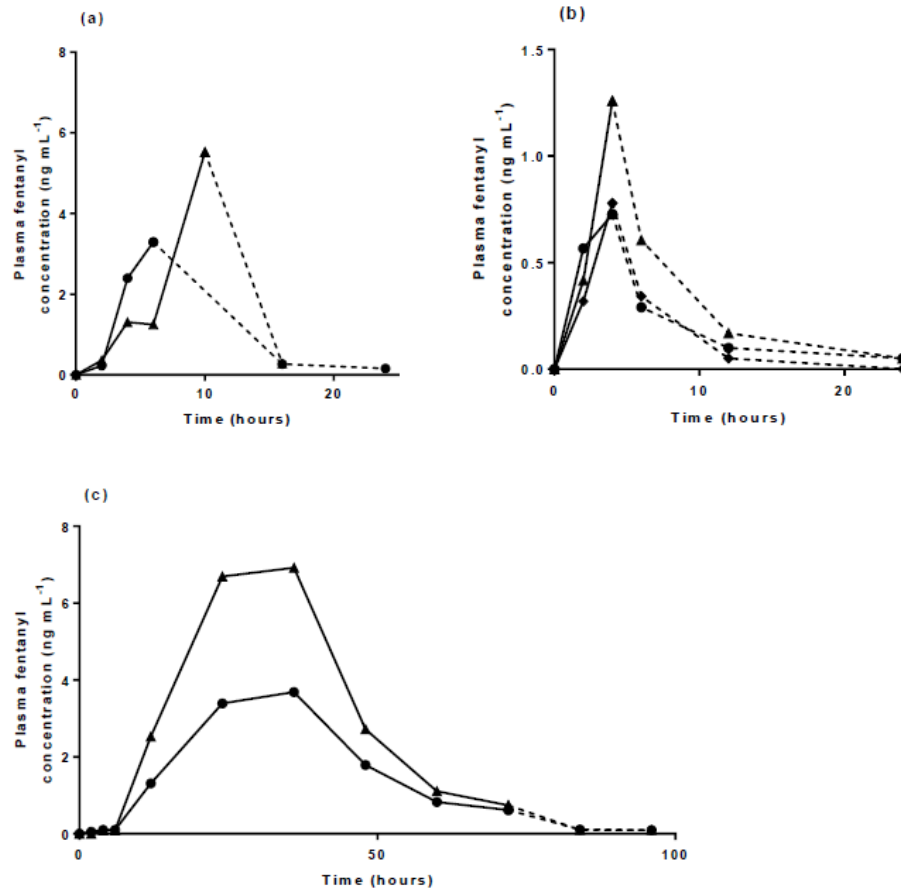 (a)
8
6
4
2
0
0
10
20
Plasma fentanyl
concentration (ng mL⁻¹)
Time (hours)
(b)
1.5
1.0
0.5
0.0
0
10
20
Plasma fentanyl
concentration (ng mL⁻¹)
Time (hours)
(c)
8
6
4
2
0
0
50
100
Plasma fentanyl
concentration (ng mL⁻¹)
Time (hours)